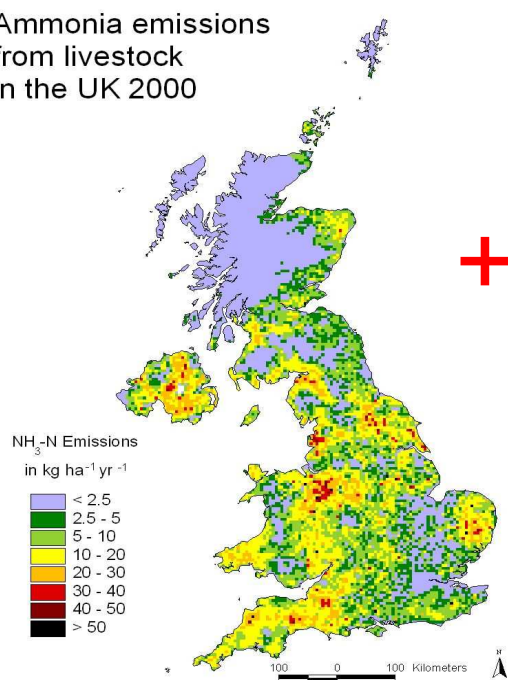 Ammonia emissions
from livestock
in the UK 2000
NH₃-N Emissions
in kg ha⁻¹ yr ⁻¹
< 2.5
2.5 - 5
5 - 10
10 - 20
20 - 30
30 - 40
40 - 50
> 50
100 0 100 Kilometers
N